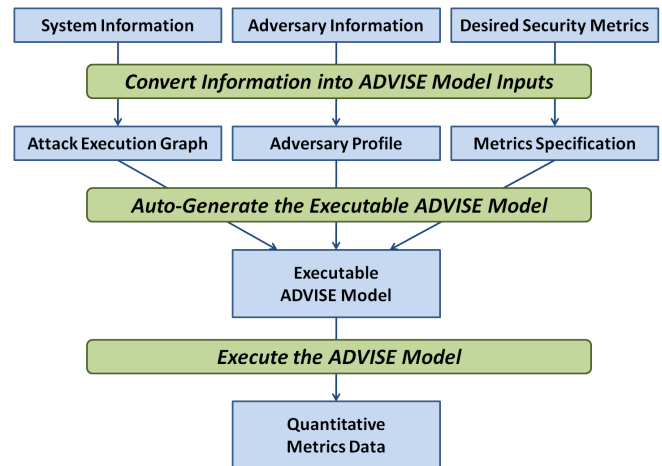 System Information
Adversary Information
Desired Security Metrics
Convert Information into ADVISE Model Inputs
Attack Execution Graph
Adversary Profile
Metrics Specification
Auto-Generate the Executable ADVISE Model
Executable
ADVISE Model
Execute the ADVISE Model
Quantitative
Metrics Data